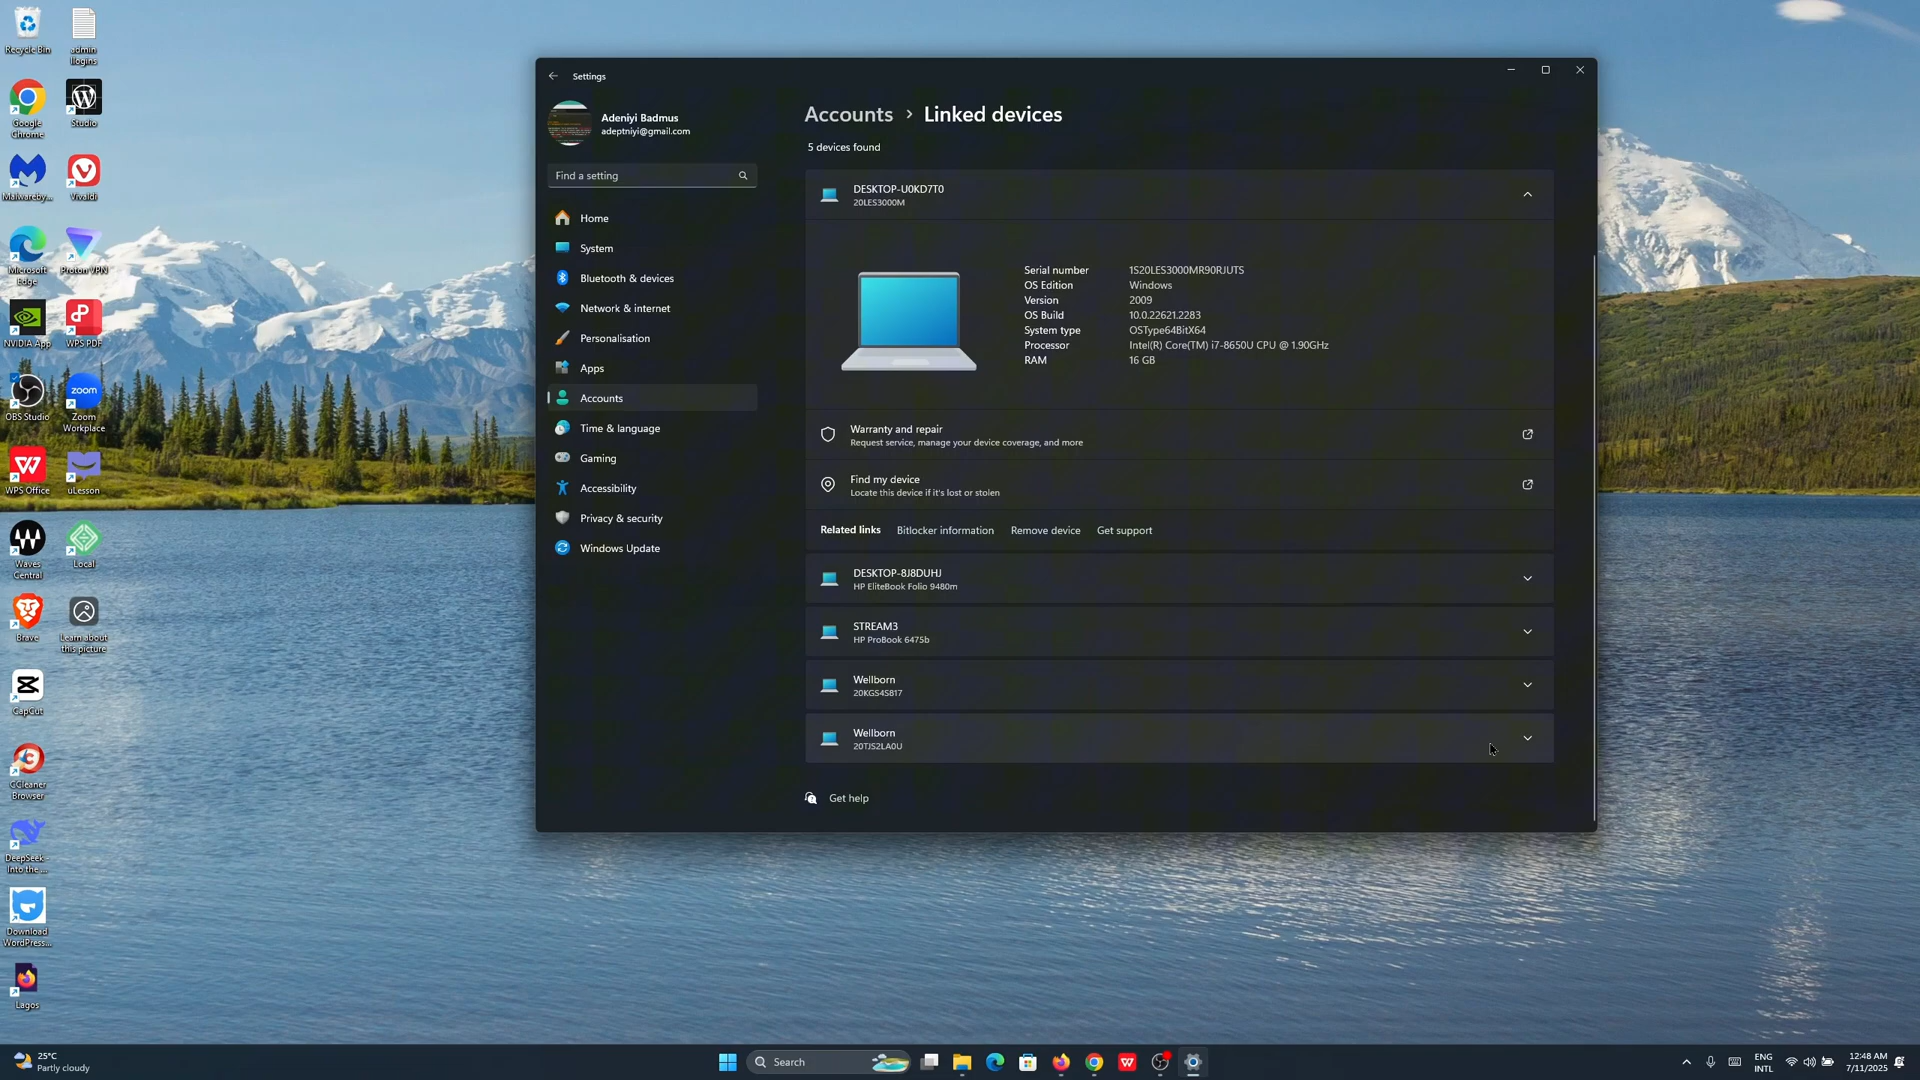 Recycle Bin
admin
llogins
Google
Chrome
Studio
Malwareby...
Vivaldi
Microsoft
Edge
Proton VPN
NVIDIA App
WPS PDF
OBS Studio
zoom
Zoom
Workplace
WPS Office
uLesson
Waves
Central
Local
Brave
Learn about
this picture
CapCut
CCleaner
Browser
DeepSeek -
Into the ...
Download
WordPress...
Lagos
Settings
Adeniyi Badmus
adeptniyi@gmail.com
Find a setting
Home
System
Bluetooth & devices
Network & internet
Personalisation
Apps
Accounts
Time & language
Gaming
Accessibility
Privacy & security
Windows Update
Accounts > Linked devices
5 devices found
DESKTOP-U0KD7T0
20LES3000M
Serial number 1S20LES3000MR90RJUTS
OS Edition Windows
Version 2009
OS Build 10.0.22621.2283
System type OSType64BitX64
Processor Intel(R) Core(TM) i7-8650U CPU @ 1.90GHz
RAM 16 GB
Warranty and repair
Request service, manage your device coverage, and more
Find my device
Locate this device if it's lost or stolen
Related links Bitlocker information Remove device Get support
DESKTOP-8J8DUHJ
HP EliteBook Folio 9480m
STREAM3
HP ProBook 6475b
Wellborn
20KGS4S817
Wellborn
20TJS2LA0U
Get help
25°C
Partly cloudy
Search
ENG
INTL
12:48 AM
7/11/2025